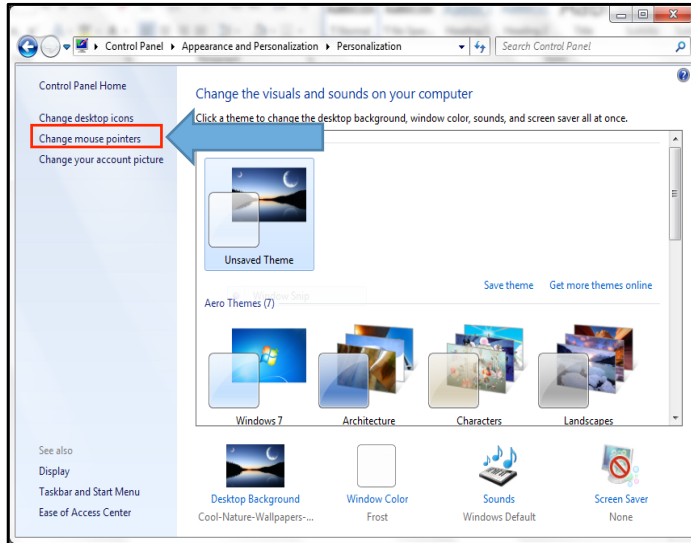 Control Panel ▸ Appearance and Personalization ▸ Personalization
Search Control Panel
Control Panel Home
Change desktop icons
Change mouse pointers
Change your account picture
See also
Display
Taskbar and Start Menu
Ease of Access Center
Change the visuals and sounds on your computer
Click a theme to change the desktop background, window color, sounds, and screen saver all at once.
Unsaved Theme
Save theme Get more themes online
Window Snip
Aero Themes (7)
Windows 7 Architecture Characters Landscapes
Desktop Background Window Color Sounds Screen Saver
Cool-Nature-Wallpapers-... Frost Windows Default None